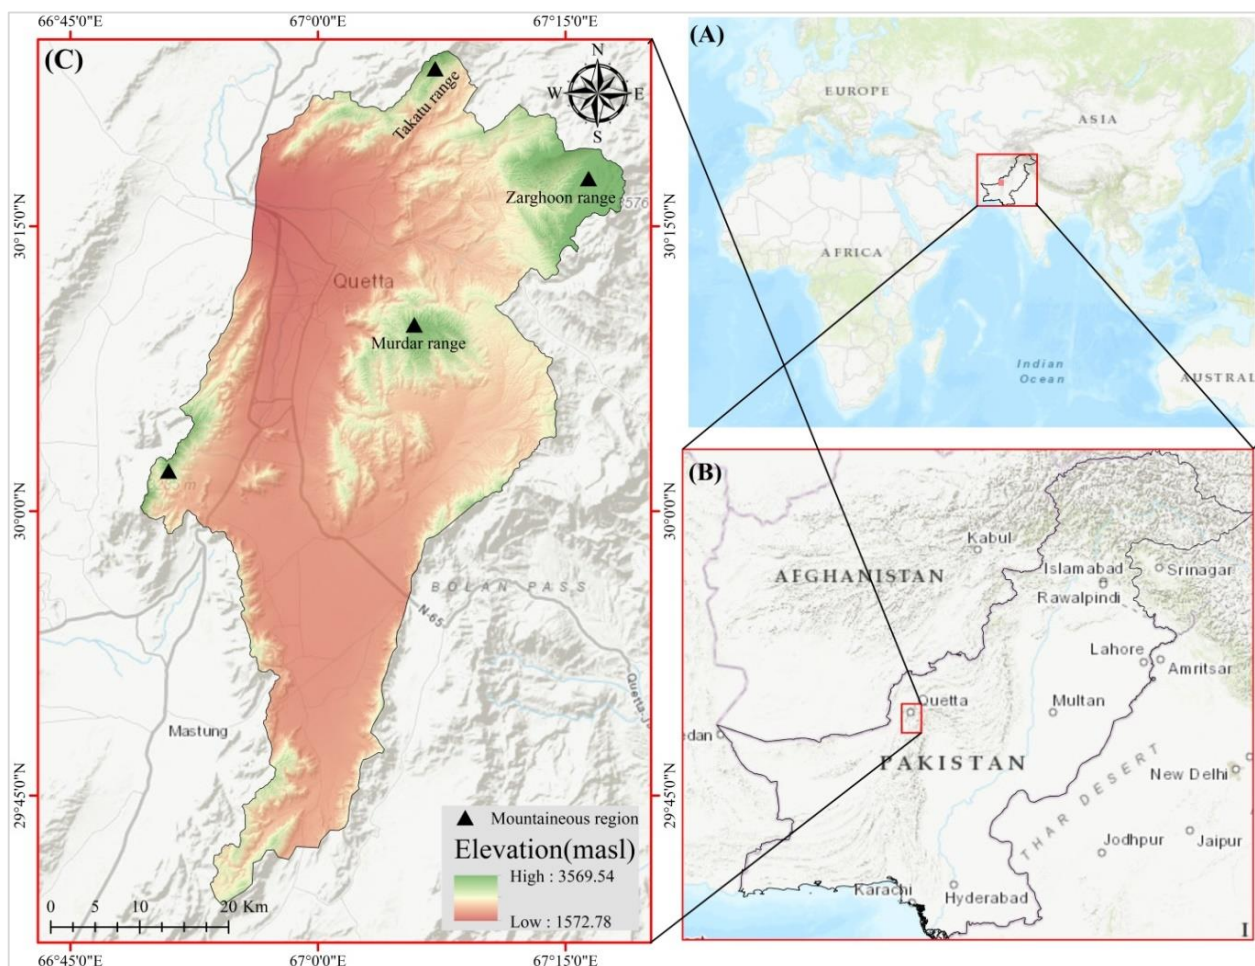 66°45'0"E 67°0'0"E 67°15'0"E
(C)
N
W E
S
Takatu range
Zarghoon range
3576
30°15'0"N 30°15'0"N
Quetta
Murdar range
m
30°0'0"N 30°0'0"N
BOLAN PASS
N-65
Mastung
29°45'0"N 29°45'0"N
Mountaineous region
Elevation(masl)
High : 3569.54
Low : 1572.78
0 5 10 20 Km
66°45'0"E 67°0'0"E 67°15'0"E
(A)
EUROPE
ASIA
AFRICA
Indian
Ocean
AUSTRAL
(B)
Kabul
AFGHANISTAN
Islamabad
Srinagar
Rawalpindi
Lahore
Amritsar
Quetta
Multan
edan
PAKISTAN
THAR DESERT
New Delhi
Jodhpur
Jaipur
Karachi
Hyderabad
I